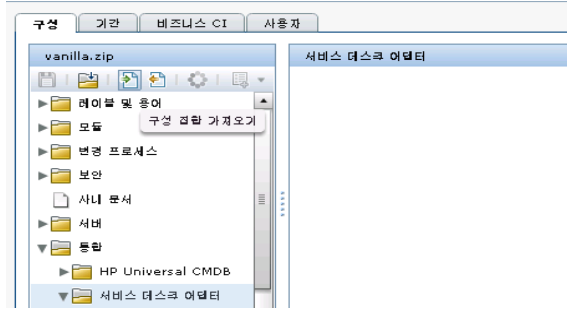 구성 기간 비즈니스 CI 사용자
vanilla.zip
서비스 데스크 어댑터
레이블 및 용어
구성 집합 가져오기
모듈
변경 프로세스
보안
사내 문서
서버
통합
HP Universal CMDB
서비스 데스크 어댑터